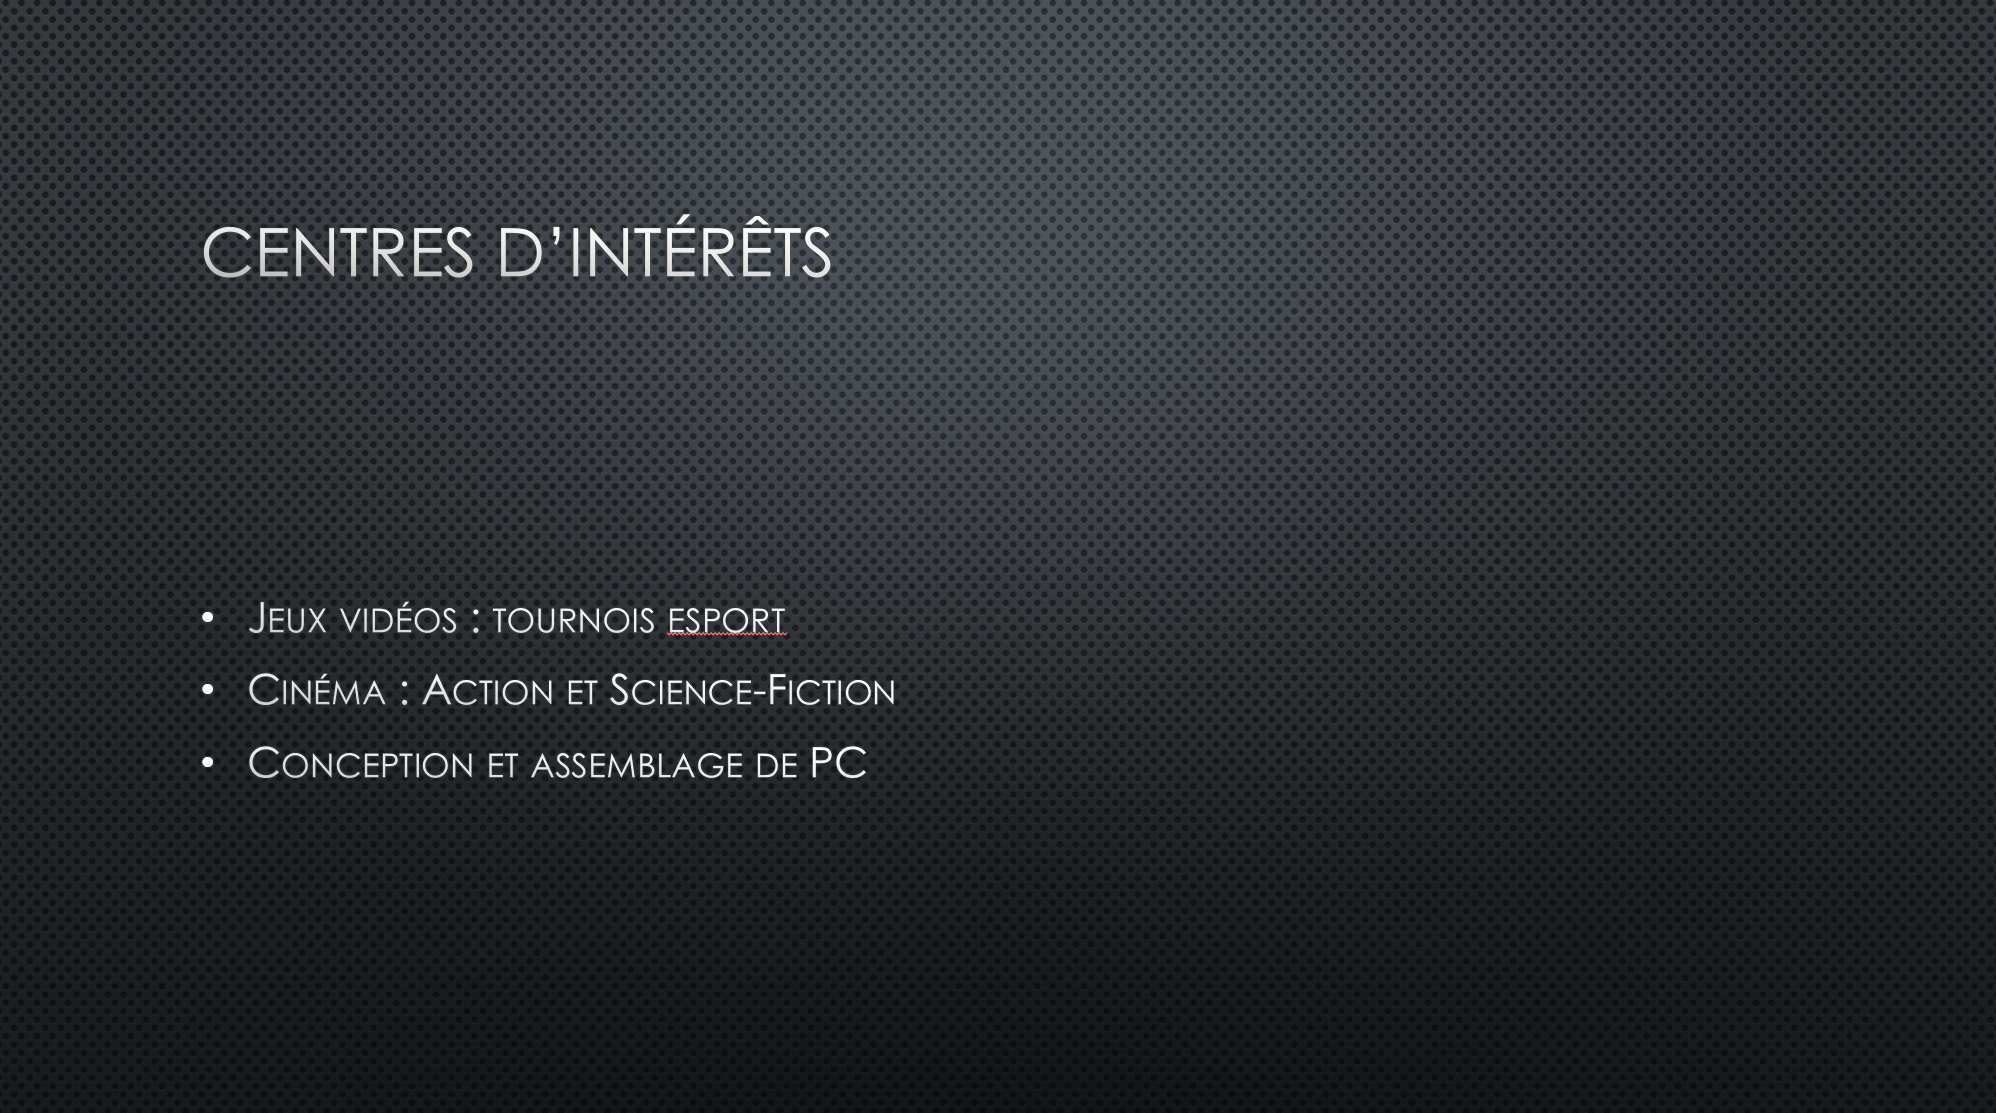 CENTRES D’INTÉRÊTS
• Jeux vidéos : tournois esport
• Cinéma : Action et Science-Fiction
• Conception et assemblage de PC